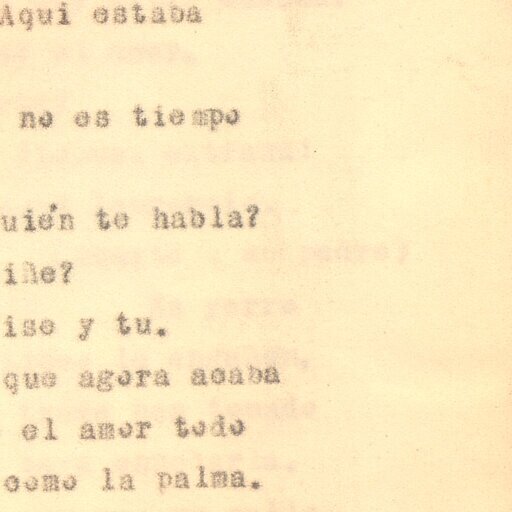 Aqui estaba
no es tiempo
uién te habla?
iñe?
ise y tu.
que agora acaba
el amor todo
como la palma.